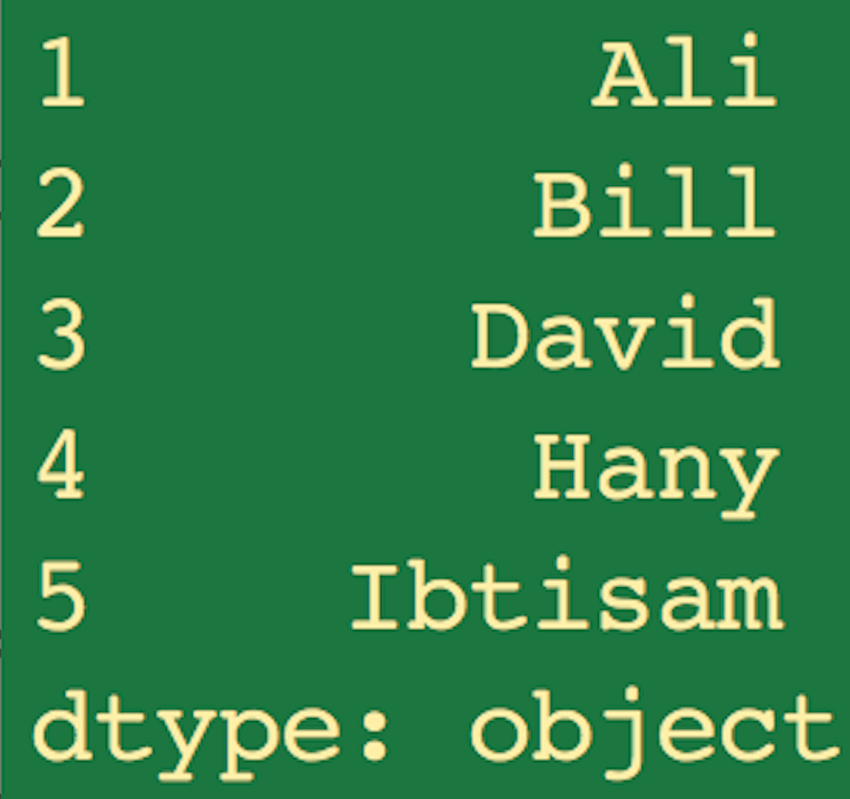 1 Ali
2 Bill
3 David
4 Hany
5 Ibtisam
dtype: object